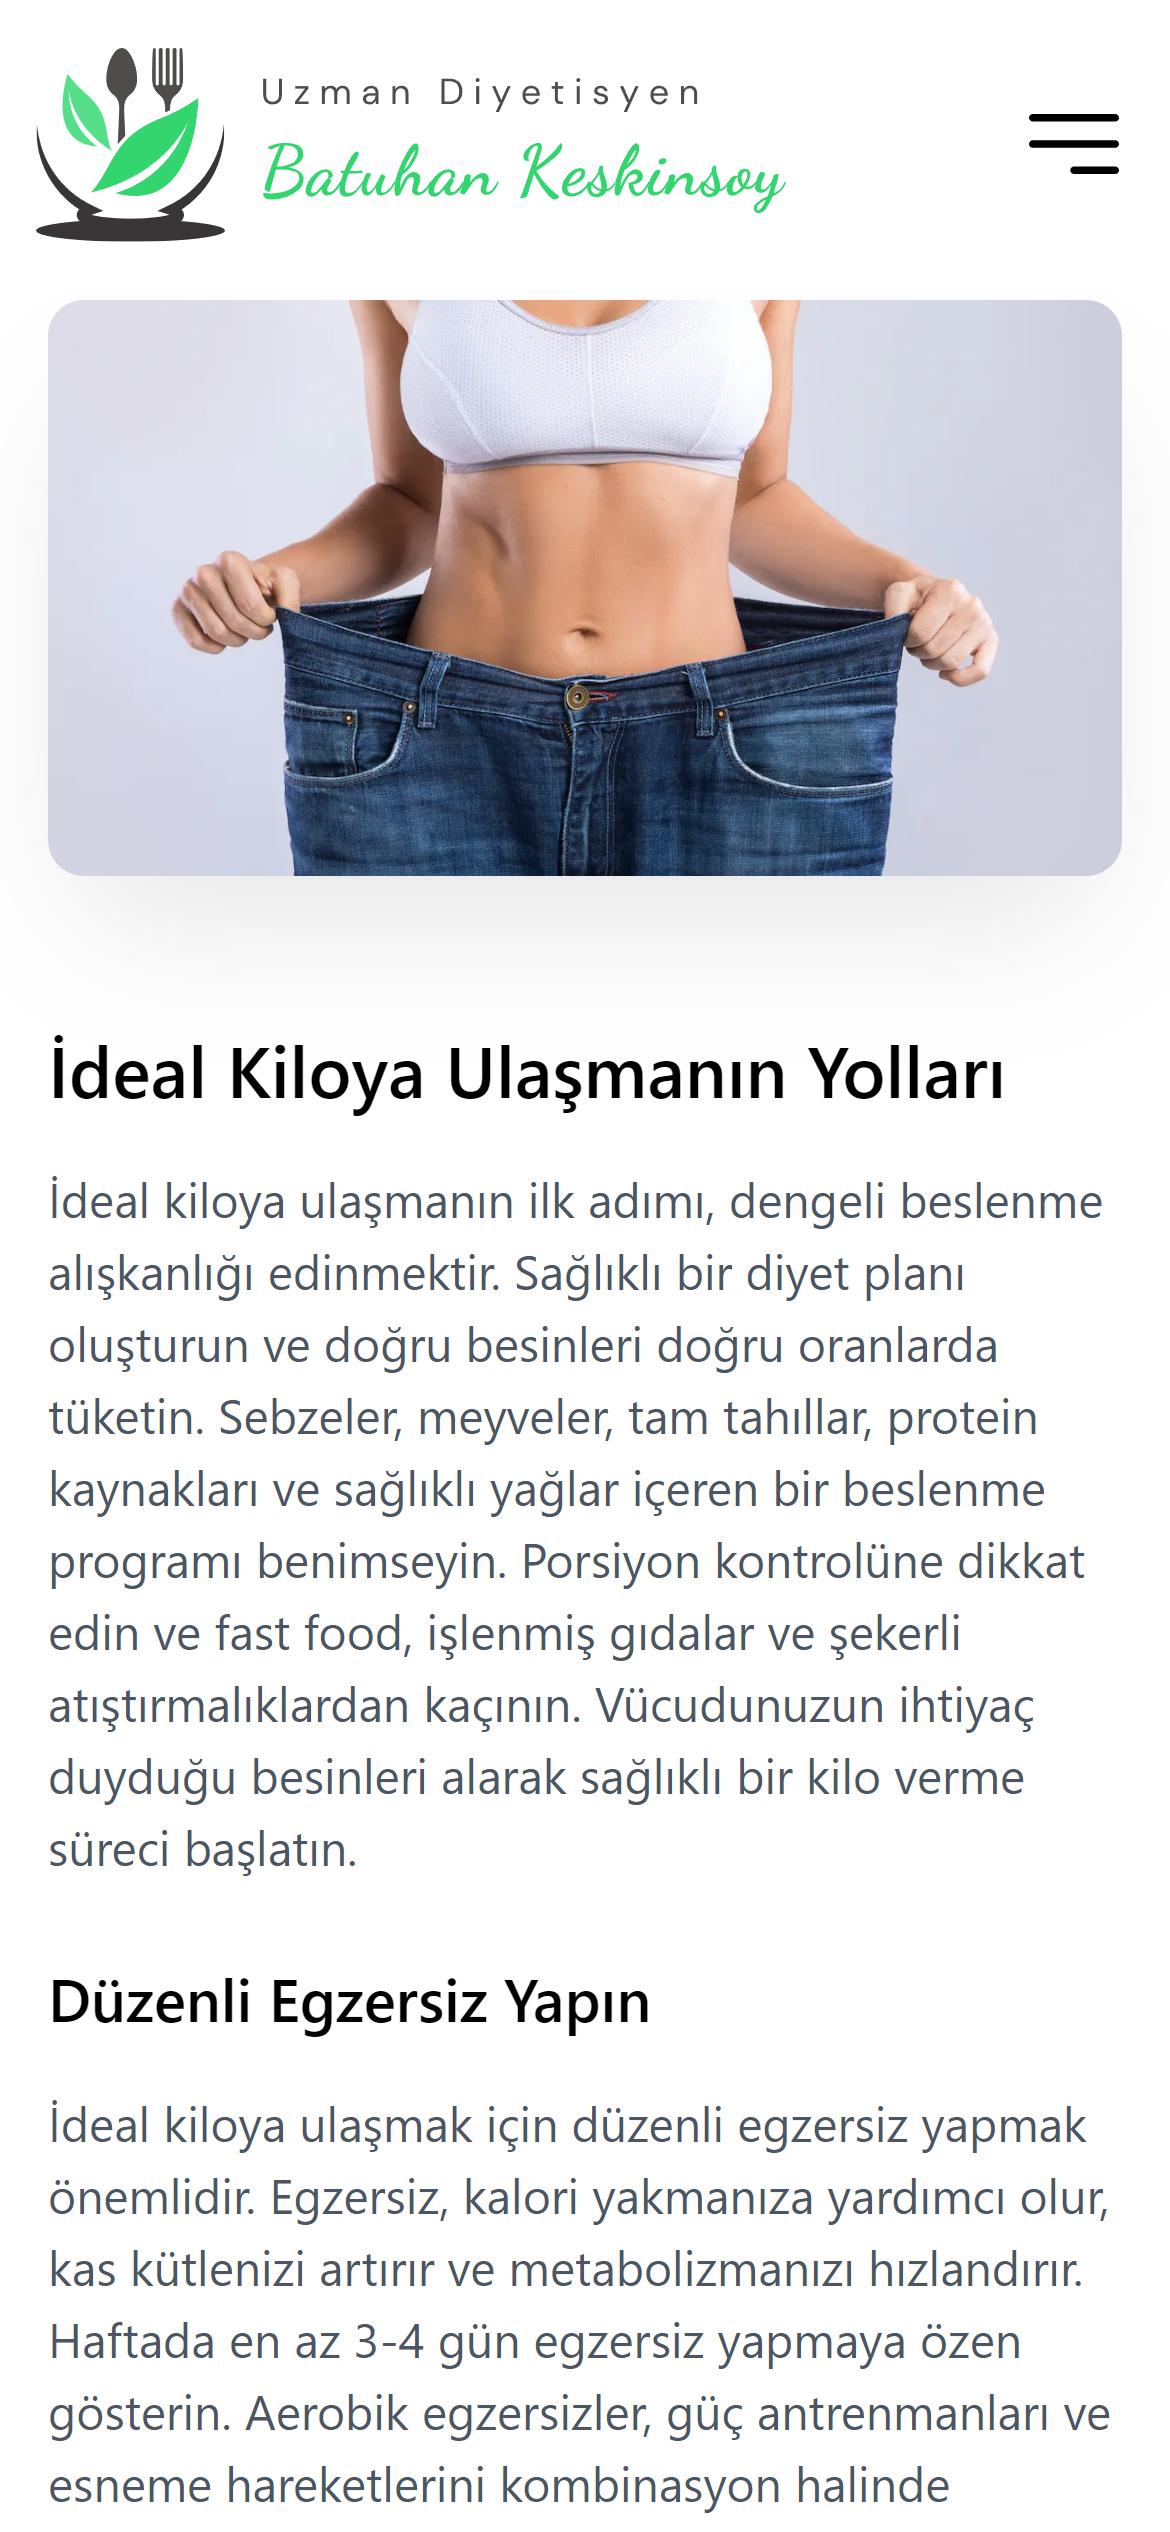 Uzman Diyetisyen
Batuhan Keskinsoy
İdeal Kiloya Ulaşmanın Yolları
İdeal kiloya ulaşmanın ilk adımı, dengeli beslenme
alışkanlığı edinmektir. Sağlıklı bir diyet planı
oluşturun ve doğru besinleri doğru oranlarda
tüketin. Sebzeler, meyveler, tam tahıllar, protein
kaynakları ve sağlıklı yağlar içeren bir beslenme
programı benimseyin. Porsiyon kontrolüne dikkat
edin ve fast food, işlenmiş gıdalar ve şekerli
atıştırmalıklardan kaçının. Vücudunuzun ihtiyaç
duyduğu besinleri alarak sağlıklı bir kilo verme
süreci başlatın.
Düzenli Egzersiz Yapın
İdeal kiloya ulaşmak için düzenli egzersiz yapmak
önemlidir. Egzersiz, kalori yakmanıza yardımcı olur,
kas kütlenizi artırır ve metabolizmanızı hızlandırır.
Haftada en az 3-4 gün egzersiz yapmaya özen
gösterin. Aerobik egzersizler, güç antrenmanları ve
esneme hareketlerini kombinasyon halinde